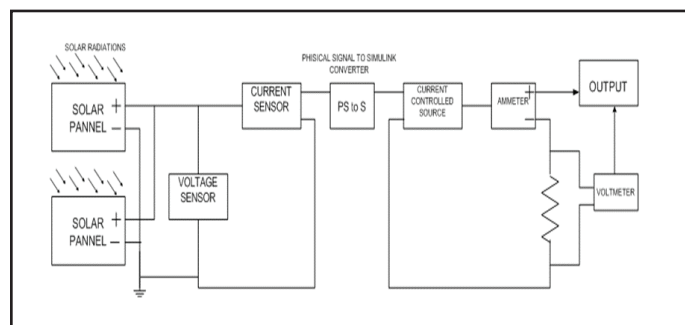 SOLAR RADIATIONS
SOLAR
PANNEL
+
−
SOLAR
PANNEL
+
−
VOLTAGE
SENSOR
CURRENT
SENSOR
PHISICAL SIGNAL TO SIMULINK
CONVERTER
PS to S
CURRENT
CONTROLLED
SOURCE
AMMETER
+
−
OUTPUT
VOLTMETER